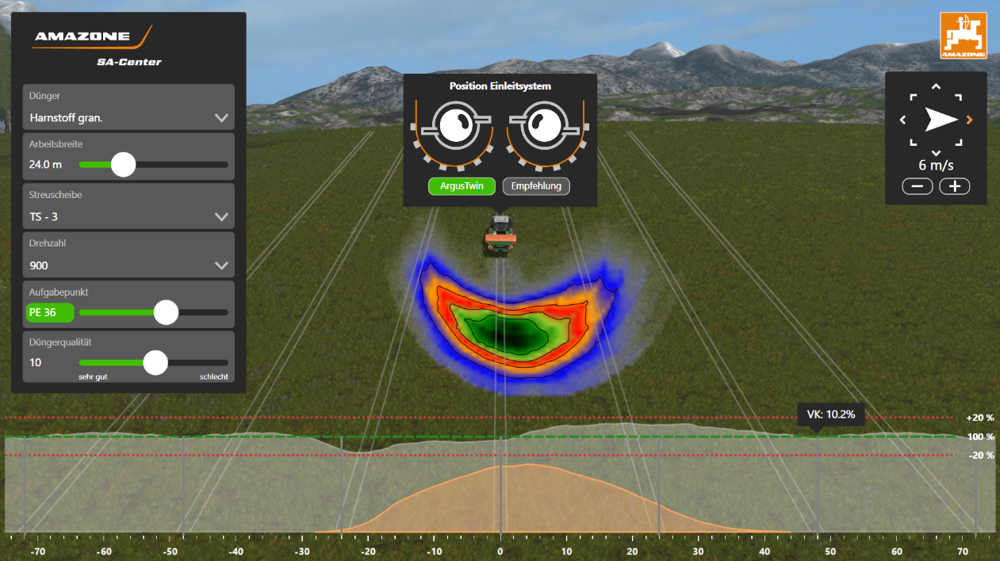 AMAZONE
SA-Center
Dünger
Harnstoff gran.
Arbeitsbreite
24.0 m
Streuscheibe
TS - 3
Drehzahl
900
Aufgabepunkt
PE 36
Düngerqualität
10
sehr gut
schlecht
Position Einleitsystem
ArgusTwin
Empfehlung
AMAZONE
6 m/s
VK: 10.2%
+20 %
100 %
-20 %
-70 -60 -50 -40 -30 -20 -10 0 10 20 30 40 50 60 70